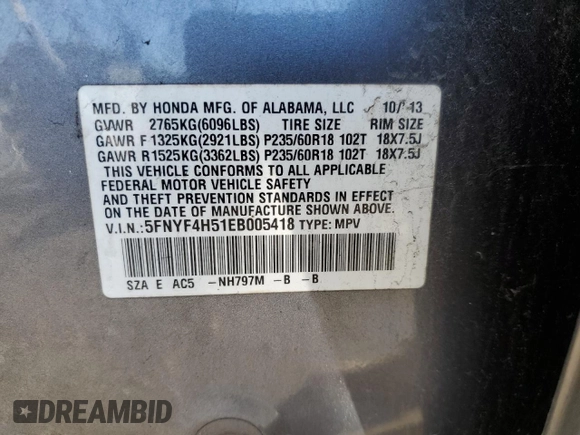 MFD. BY HONDA MFG. OF ALABAMA, LLC 10/13
GVWR 2765KG(6096LBS) TIRE SIZE RIM SIZE
GAWR F 1325KG(2921LBS) P235/60R18 102T 18X7.5J
GAWR R1525KG(3362LBS) P235/60R18 102T 18X7.5J
THIS VEHICLE CONFORMS TO ALL APPLICABLE
FEDERAL MOTOR VEHICLE SAFETY
AND THEFT PREVENTION STANDARDS IN EFFECT
ON THE DATE OF MANUFACTURE SHOWN ABOVE.
V.I.N.:5FNYF4H51EB005418 TYPE: MPV
SZA E AC5 -NH797M -B -B
DREAMBID